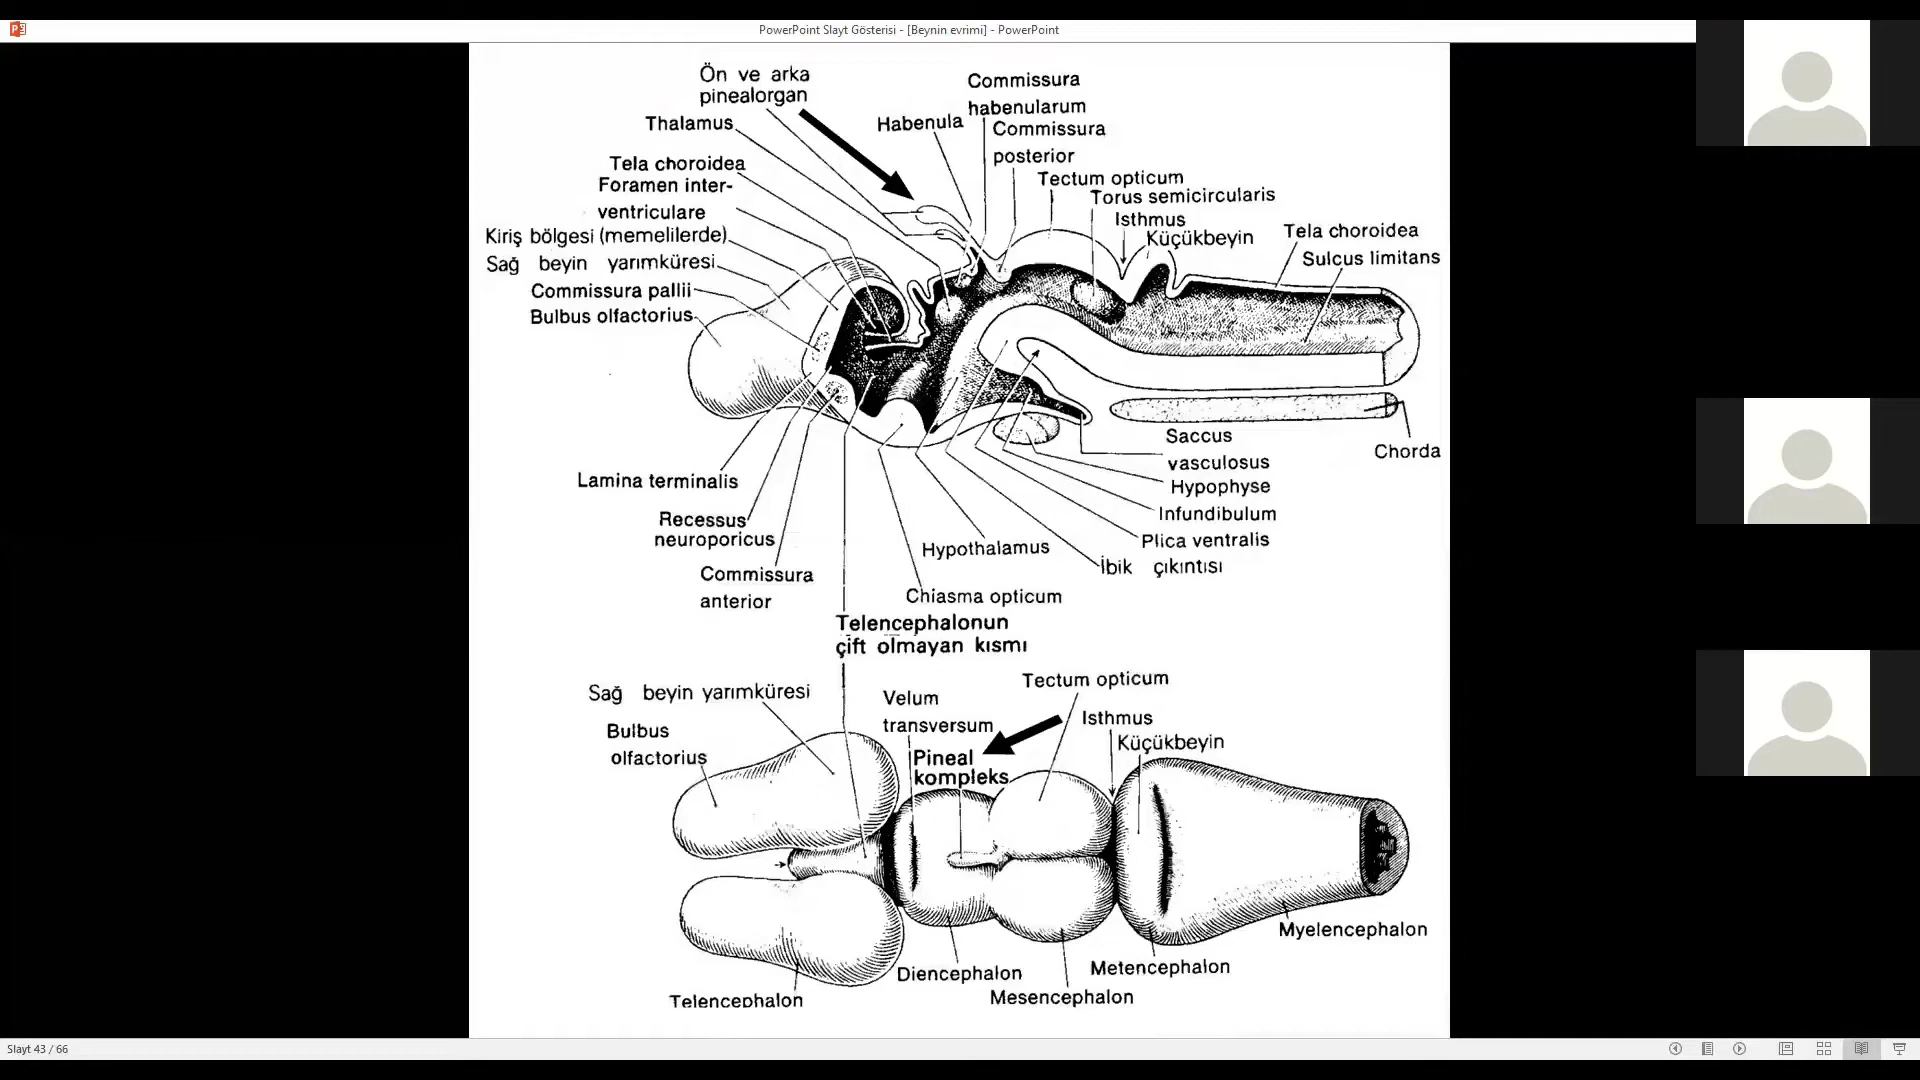 PowerPoint Slayt Gösterisi - [Beynin evrimi] - PowerPoint
Ön ve arka
pinealorgan
Thalamus
Tela choroidea
Foramen inter-
ventriculare
Kiriş bölgesi (memelilerde)
Sağ beyin yarımküresi
Commissura pallii
Bulbus olfactorius
Habenula
Commissura
habenularum
Commissura
posterior
Tectum opticum
Torus semicircularis
Isthmus
Küçükbeyin
Tela choroidea
Sulcus limitans
Lamina terminalis
Recessus
neuroporicus
Commissura
anterior
Saccus
vasculosus
Chorda
Hypophyse
Infundibulum
Plica ventralis
İbik çıkıntısı
Hypothalamus
Chiasma opticum
Telencephalonun
çift olmayan kısmı
Sağ beyin yarımküresi
Bulbus
olfactorius
Velum
transversum
Pineal
kompleks
Tectum opticum
Isthmus
Küçükbeyin
Myelencephalon
Metencephalon
Diencephalon
Mesencephalon
Telencephalon
Slayt 43 / 66